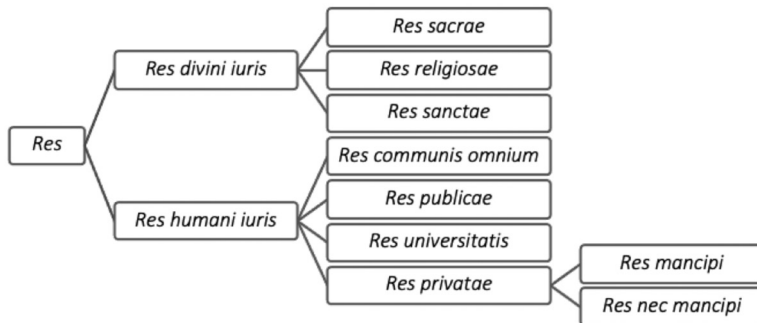 Res
Res divini iuris
Res sacrae
Res religiosae
Res sanctae
Res humani iuris
Res communis omnium
Res publicae
Res universitatis
Res privatae
Res mancipi
Res nec mancipi